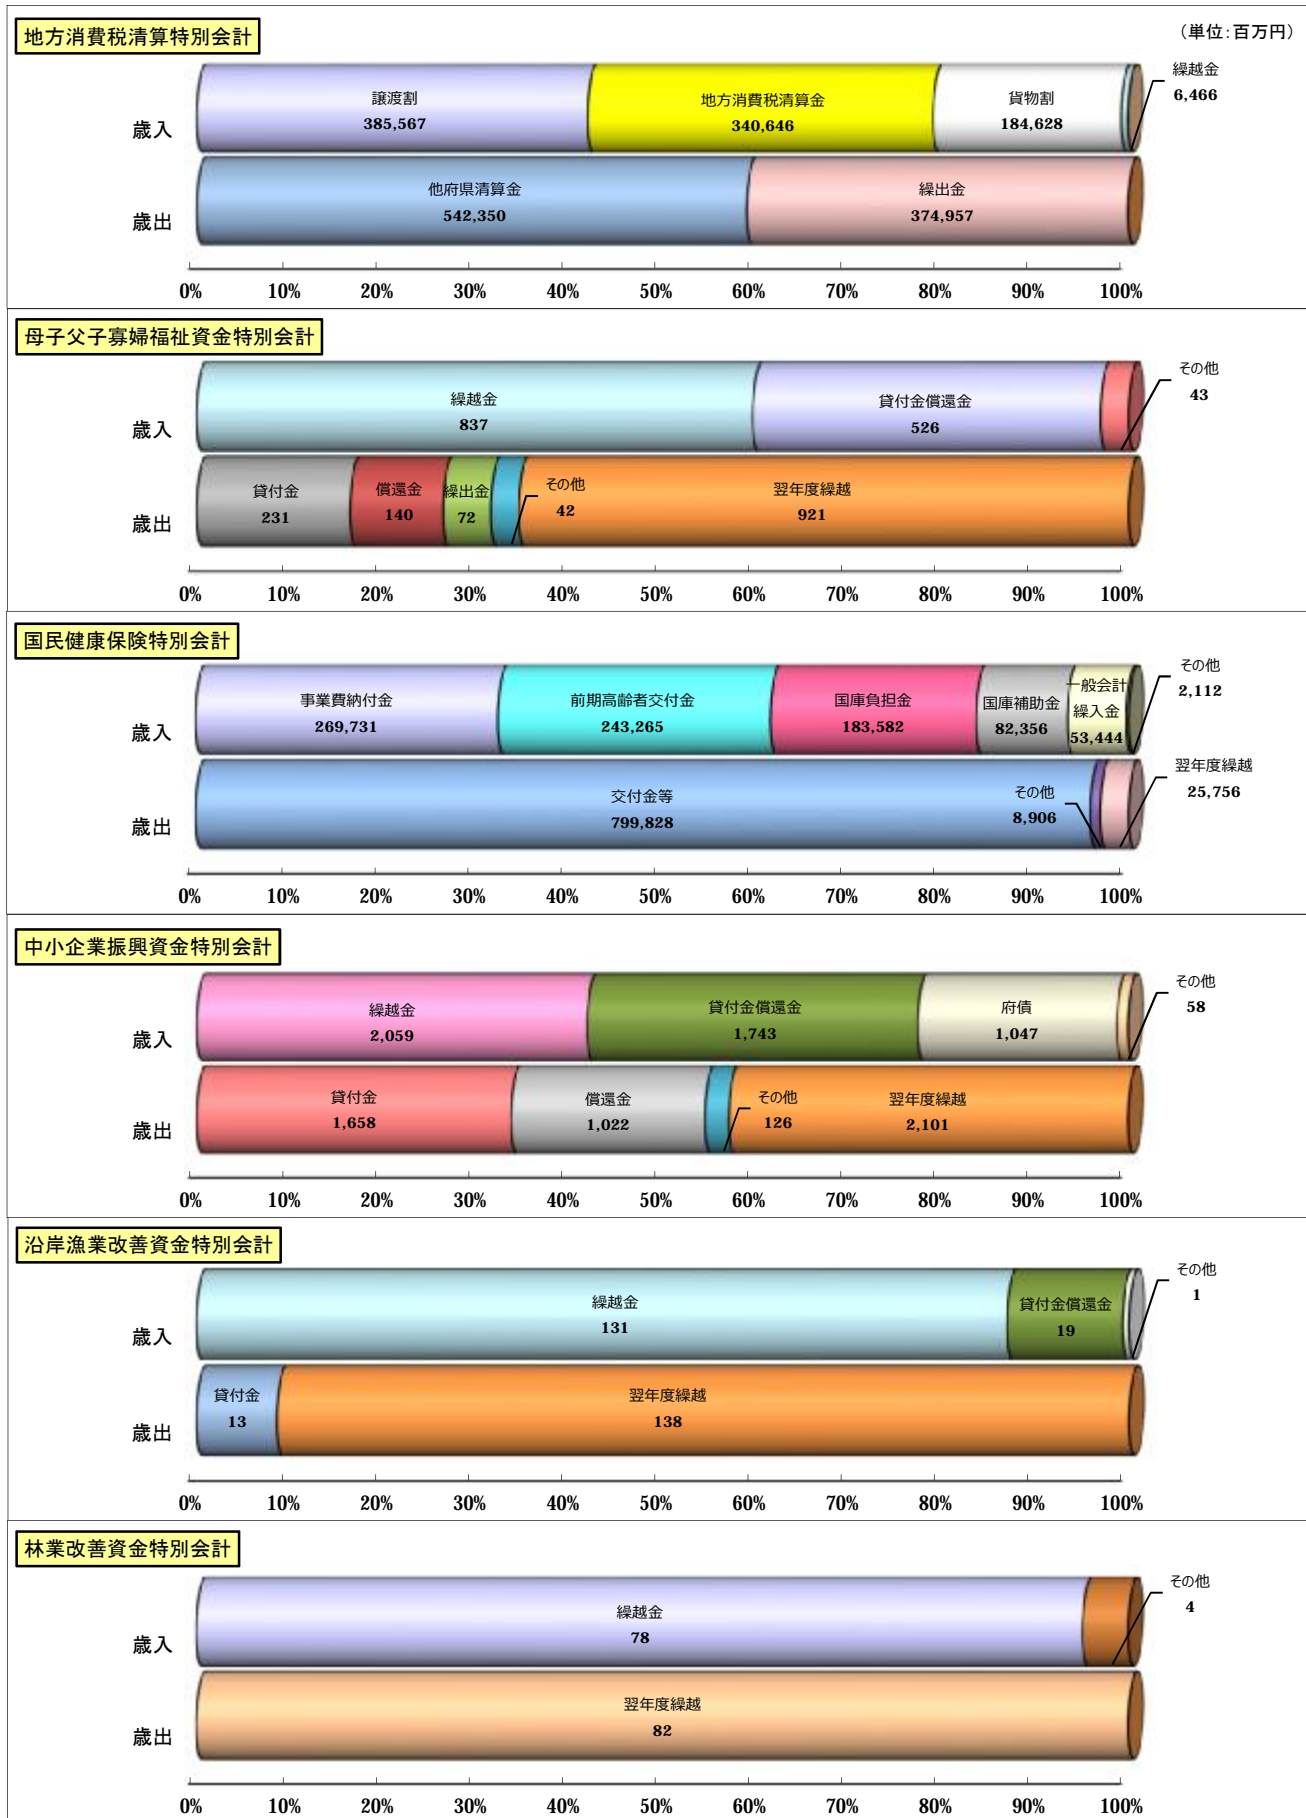 地方消費税清算特別会計
（単位：百万円）
歳入
譲渡割
385,567
地方消費税清算金
340,646
貨物割
184,628
繰越金
6,466
歳出
他府県清算金
542,350
繰出金
374,957
0% 10% 20% 30% 40% 50% 60% 70% 80% 90% 100%
母子父子寡婦福祉資金特別会計
歳入
繰越金
837
貸付金償還金
526
その他
43
歳出
貸付金
231
償還金
140
繰出金
72
その他
42
翌年度繰越
921
0% 10% 20% 30% 40% 50% 60% 70% 80% 90% 100%
国民健康保険特別会計
歳入
事業費納付金
269,731
前期高齢者交付金
243,265
国庫負担金
183,582
国庫補助金
82,356
一般会計
繰入金
53,444
その他
2,112
歳出
交付金等
799,828
その他
8,906
翌年度繰越
25,756
0% 10% 20% 30% 40% 50% 60% 70% 80% 90% 100%
中小企業振興資金特別会計
歳入
繰越金
2,059
貸付金償還金
1,743
府債
1,047
その他
58
歳出
貸付金
1,658
償還金
1,022
その他
126
翌年度繰越
2,101
0% 10% 20% 30% 40% 50% 60% 70% 80% 90% 100%
沿岸漁業改善資金特別会計
歳入
繰越金
131
貸付金償還金
19
その他
1
歳出
貸付金
13
翌年度繰越
138
0% 10% 20% 30% 40% 50% 60% 70% 80% 90% 100%
林業改善資金特別会計
歳入
繰越金
78
その他
4
歳出
翌年度繰越
82
0% 10% 20% 30% 40% 50% 60% 70% 80% 90% 100%